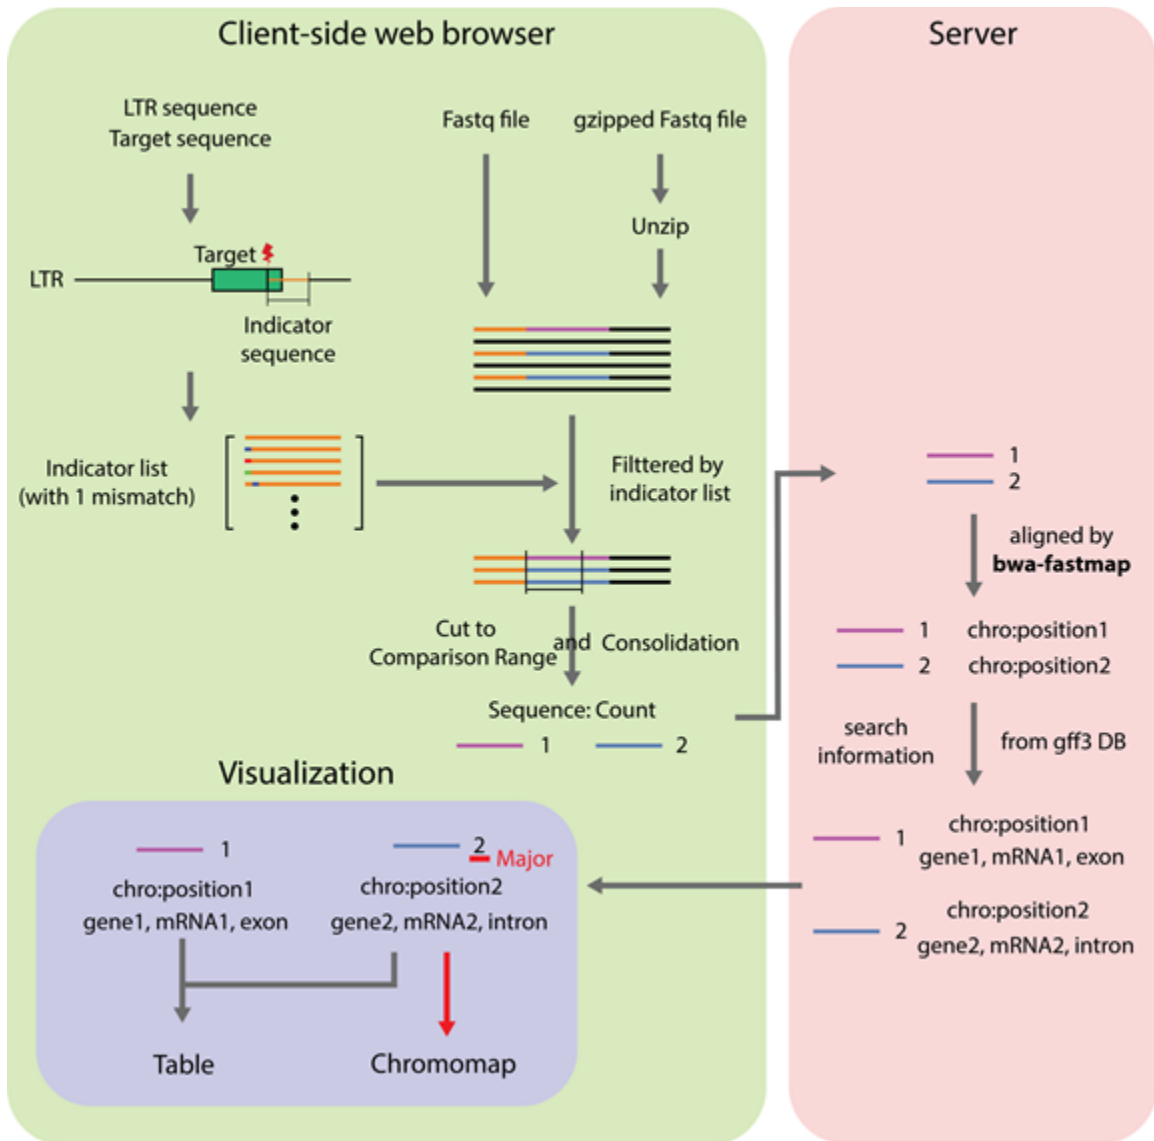 Client-side web browser
Server
LTR sequence
Target sequence
Fastq file
gzipped Fastq file
Unzip
Target
LTR
Indicator
sequence
Indicator list
(with 1 mismatch)
Filttered by
indicator list
Cut to
Comparison Range
and
Consolidation
Sequence: Count
1
2
1
2
aligned by
bwa-fastmap
1 chro:position1
2 chro:position2
search
information
from gff3 DB
1
chro:position1
gene1, mRNA1, exon
2
chro:position2
gene2, mRNA2, intron
Visualization
1
chro:position1
gene1, mRNA1, exon
2
Major
chro:position2
gene2, mRNA2, intron
Table
Chromomap